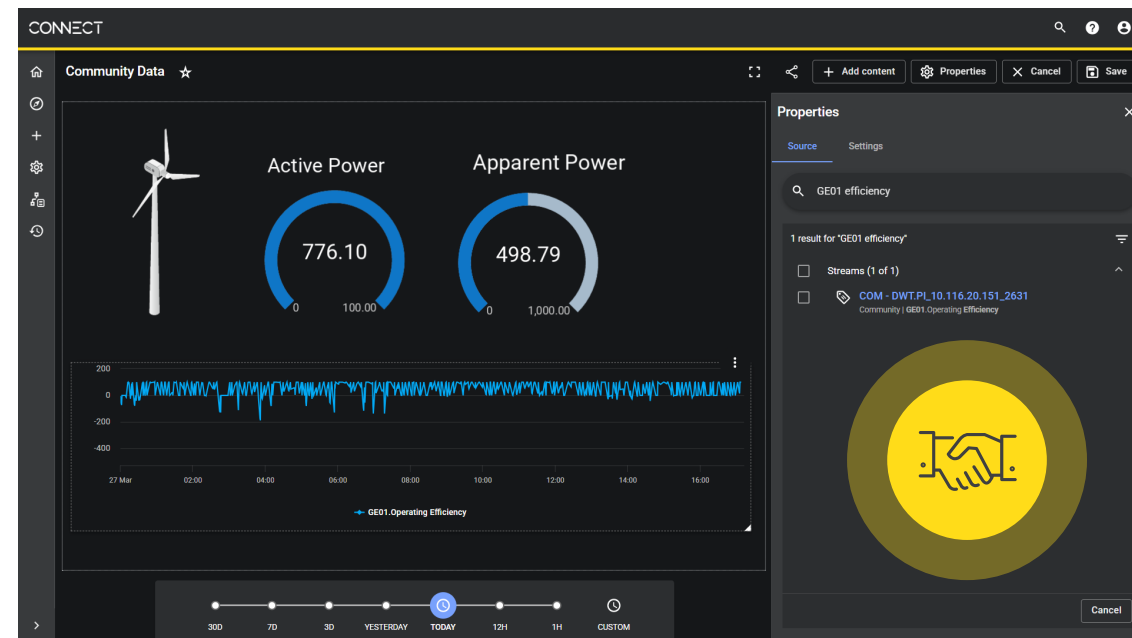 CONNECT
Community Data
Add content
Properties
Cancel
Save
Active Power
776.10
0 100.00
Apparent Power
498.79
0 1,000.00
200
0
-200
-400
27 Mar 02:00 04:00 06:00 08:00 10:00 12:00 14:00 16:00
GE01.Operating Efficiency
30D 7D 3D YESTERDAY TODAY 12H 1H CUSTOM
Properties
Source Settings
GE01 efficiency
1 result for "GE01 efficiency"
Streams (1 of 1)
COM - DWT.PI_10.116.20.151_2631
Community | GE01.Operating Efficiency
Cancel